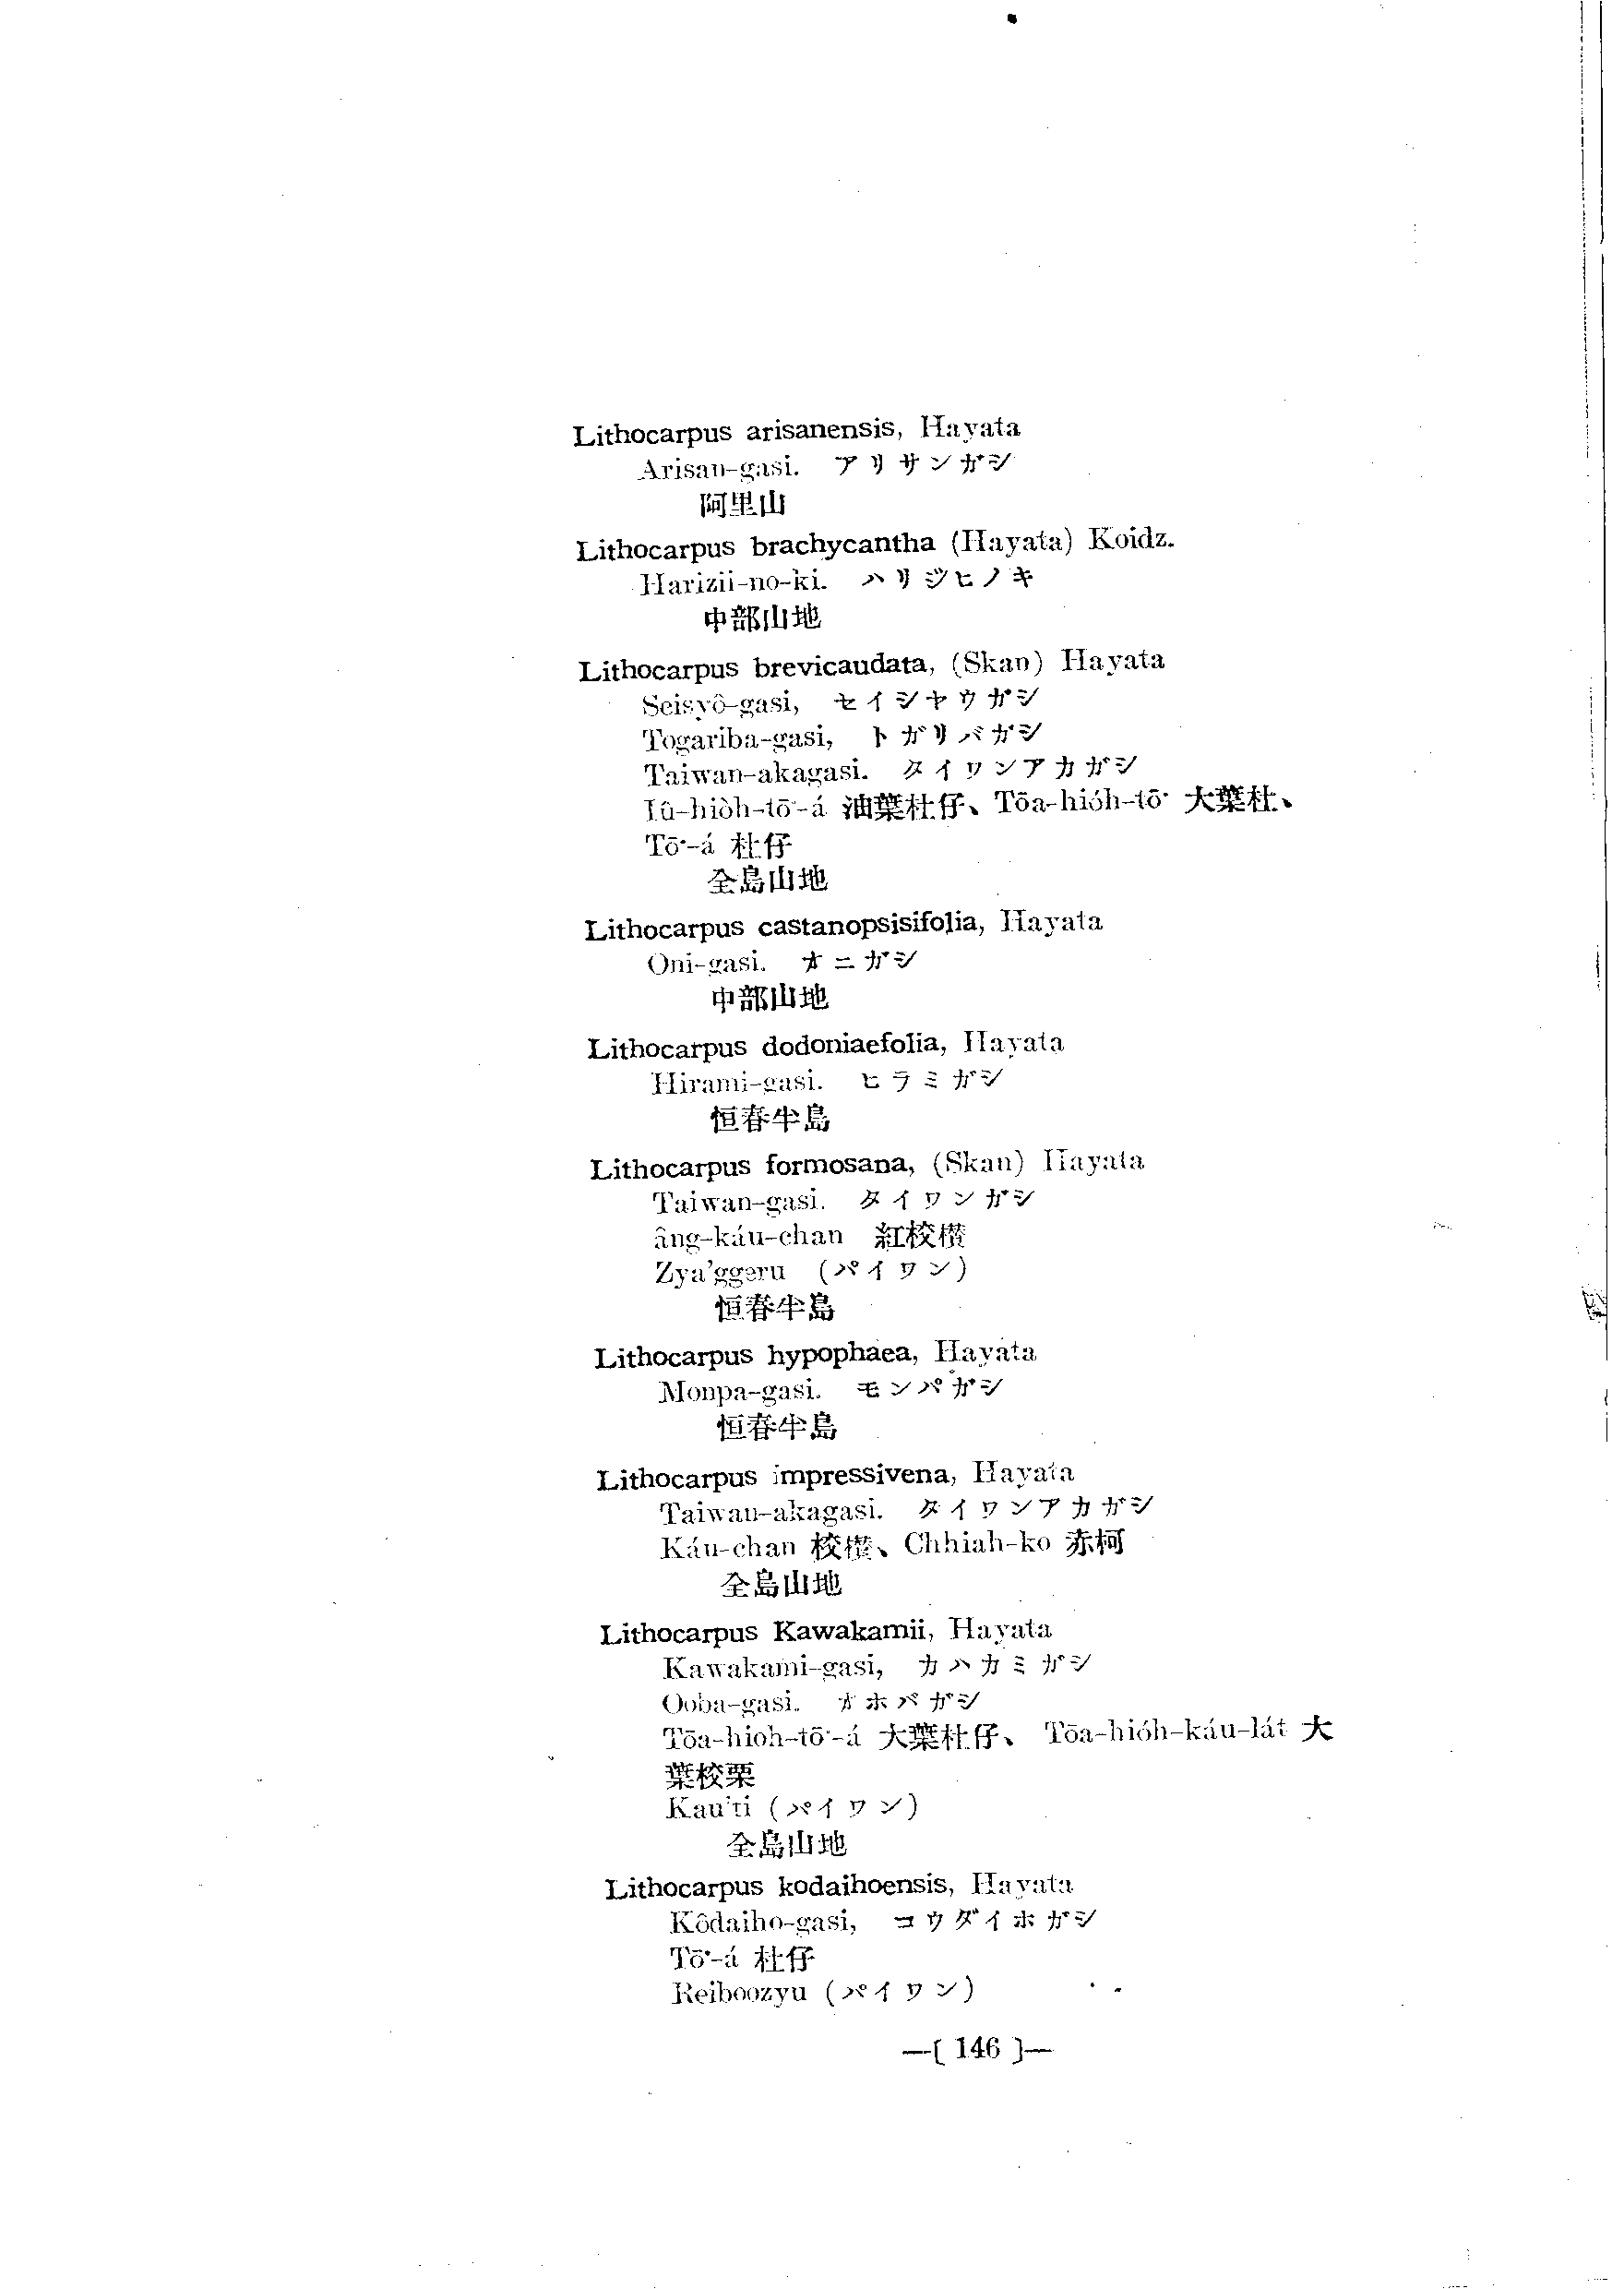 Lithocarpus arisanensis, Hayata
Arisan-gasi. アリサンガシ
阿里山
Lithocarpus brachycantha (Hayata) Koidz.
Harizii-no-ki. ハリジヒノキ
中部山地
Lithocarpus brevicaudata, (Skan) Hayata
Seisyô-gasi, セイシヤウガシ
Togariba-gasi, トガリバガシ
Taiwan-akagasi. タイワンアカガシ
Iû-hio̍h-tō͘-á 油葉杜仔、Tōa-hio̍h-tō͘ 大葉杜、
Tō͘-á 杜仔
全島山地
Lithocarpus castanopsisifolia, Hayata
Oni-gasi. オニガシ
中部山地
Lithocarpus dodoniaefolia, Hayata
Hirami-gasi. ヒラミガシ
恒春半島
Lithocarpus formosana, (Skan) Hayata
Taiwan-gasi. タイワンガシ
âng-káu-chan 紅校欑
Zya'ggaru (パイワン)
恒春半島
Lithocarpus hypophaea, Hayata
Monpa-gasi. モンパガシ
恒春半島
Lithocarpus impressivena, Hayata
Taiwan-akagasi. タイワンアカガシ
Káu-chan 校欑、Chhiah-ko 赤柯
全島山地
Lithocarpus Kawakamii, Hayata
Kawakami-gasi, カハカミガシ
Ooba-gasi. オホバガシ
Tōa-hio̍h-tō͘-á 大葉杜仔、 Tōa-hio̍h-káu-la̍t 大
葉校栗
Kau'ti (パイワン)
全島山地
Lithocarpus kodaihoensis, Hayata
Kôdaiho-gasi, コウダイホガシ
Tō͘-á 杜仔
Reiboozyu (パイワン)
—( 146 )—